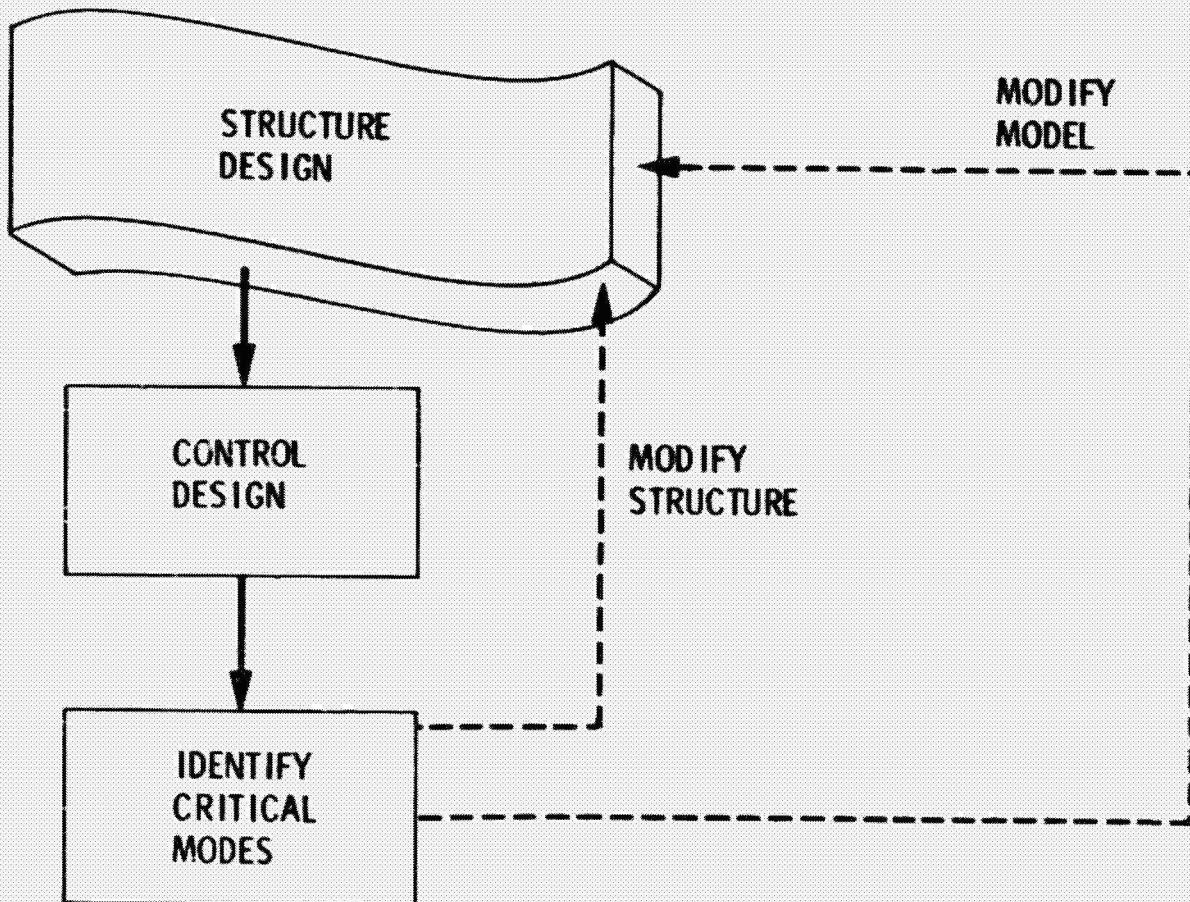 STRUCTURE
DESIGN
MODIFY
MODEL
CONTROL
DESIGN
MODIFY
STRUCTURE
IDENTIFY
CRITICAL
MODES